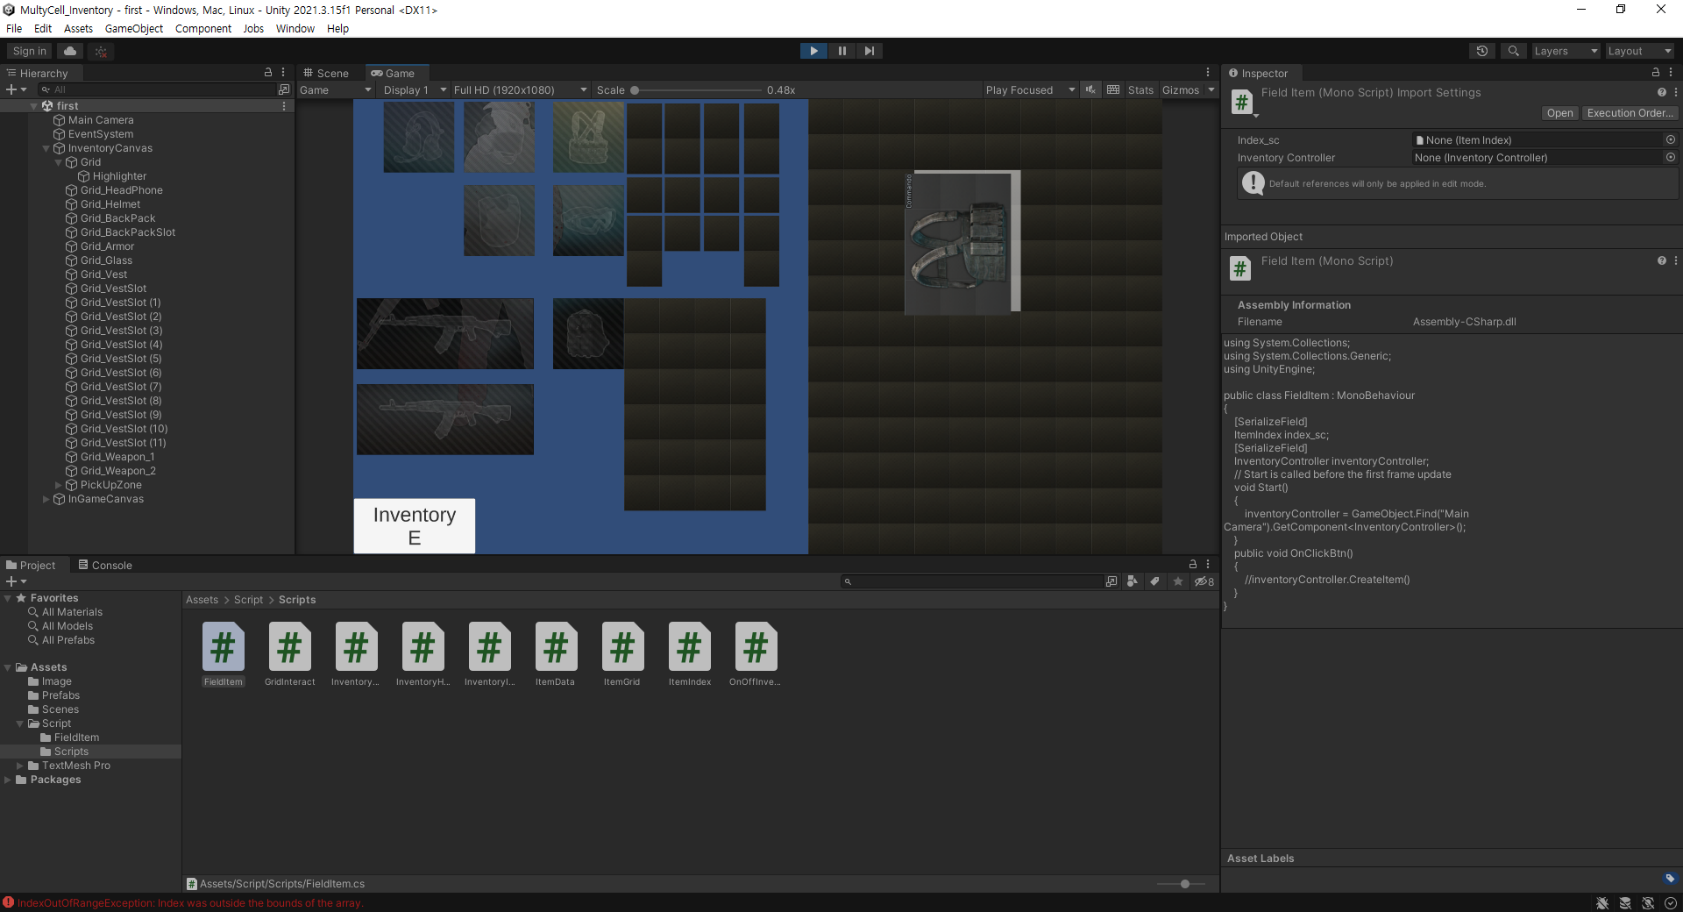 MultyCell_Inventory - first - Windows, Mac, Linux - Unity 2021.3.15f1 Personal <DX11>
File Edit Assets GameObject Component Jobs Window Help
Sign in
Layers
Layout
Hierarchy
All
first
Main Camera
EventSystem
InventoryCanvas
Grid
Highlighter
Grid_HeadPhone
Grid_Helmet
Grid_BackPack
Grid_BackPackSlot
Grid_Armor
Grid_Glass
Grid_Vest
Grid_VestSlot
Grid_VestSlot (1)
Grid_VestSlot (2)
Grid_VestSlot (3)
Grid_VestSlot (4)
Grid_VestSlot (5)
Grid_VestSlot (6)
Grid_VestSlot (7)
Grid_VestSlot (8)
Grid_VestSlot (9)
Grid_VestSlot (10)
Grid_VestSlot (11)
Grid_Weapon_1
Grid_Weapon_2
PickUpZone
InGameCanvas
Scene Game
Game Display 1 Full HD (1920x1080) Scale 0.48x Play Focused Stats Gizmos
Commando
Inventory
E
Inspector
Field Item (Mono Script) Import Settings
Open Execution Order...
Index_sc None (Item Index)
Inventory Controller None (Inventory Controller)
Default references will only be applied in edit mode.
Imported Object
Field Item (Mono Script)
Assembly Information
Filename Assembly-CSharp.dll
using System.Collections;
using System.Collections.Generic;
using UnityEngine;
public class FieldItem : MonoBehaviour
{
[SerializeField]
ItemIndex index_sc;
[SerializeField]
InventoryController inventoryController;
// Start is called before the first frame update
void Start()
{
inventoryController = GameObject.Find("Main
Camera").GetComponent<InventoryController>();
}
public void OnClickBtn()
{
//inventoryController.CreateItem()
}
}
Asset Labels
Project Console
8
Favorites
All Materials
All Models
All Prefabs
Assets
Image
Prefabs
Scenes
Script
FieldItem
Scripts
TextMesh Pro
Packages
Assets > Script > Scripts
FieldItem GridInteract Inventory... InventoryH... InventoryI... ItemData ItemGrid ItemIndex OnOffInve...
Assets/Script/Scripts/FieldItem.cs
IndexOutOfRangeException: Index was outside the bounds of the array.